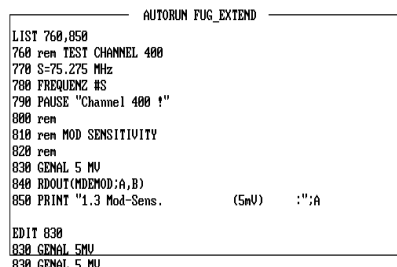 AUTORUN FUG_EXTEND
LIST 760,850
760 rem TEST CHANNEL 400
770 S=75.275 MHz
780 FREQUENZ #S
790 PAUSE "Channel 400 !"
800 rem
810 rem MOD SENSITIVITY
820 rem
830 GENAL 5 MV
840 RDOUT(MDEMOD;A,B)
850 PRINT "1.3 Mod-Sens. (5mV) :";A
EDIT 830
830 GENAL 5MV
830 GENAL 5 MV